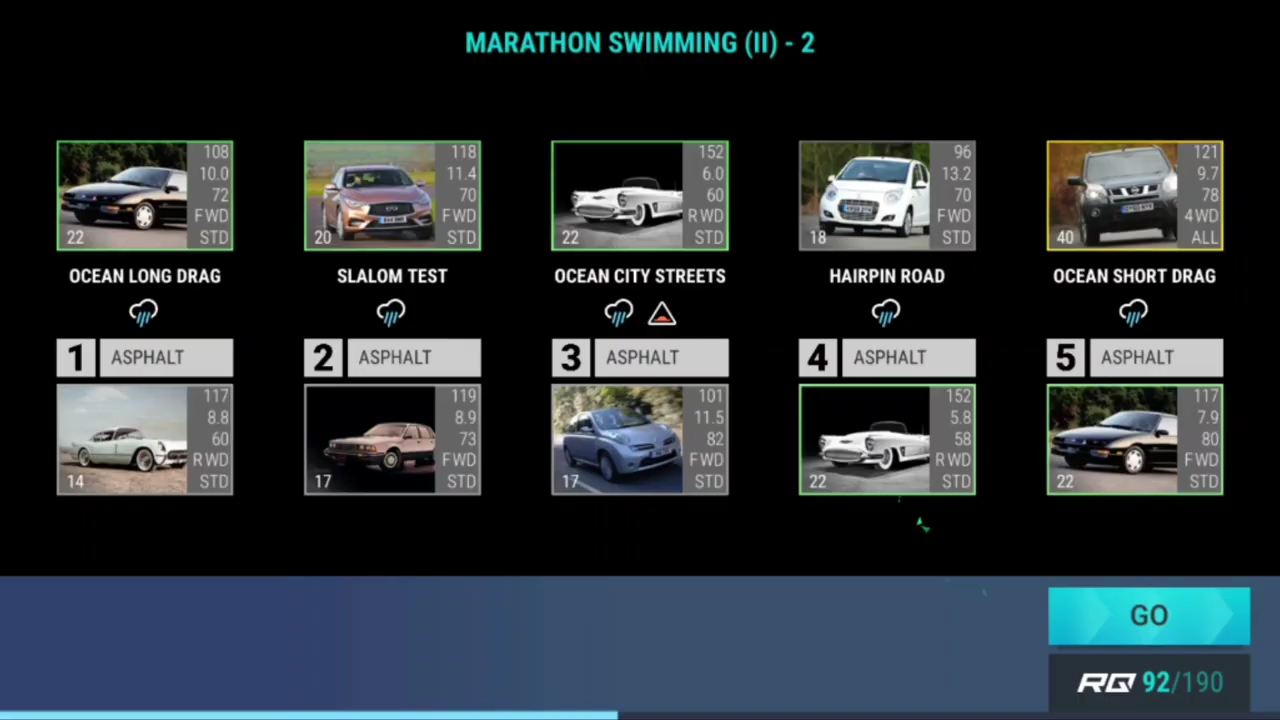 MARATHON SWIMMING (II) - 2
108
10.0
72
FWD
22 STD
118
11.4
70
FWD
20 STD
152
6.0
60
RWD
22 STD
96
13.2
70
FWD
18 STD
121
9.7
78
4WD
40 ALL
OCEAN LONG DRAG
SLALOM TEST
OCEAN CITY STREETS
HAIRPIN ROAD
OCEAN SHORT DRAG
1 ASPHALT
2 ASPHALT
3 ASPHALT
4 ASPHALT
5 ASPHALT
117
8.8
60
RWD
14 STD
119
8.9
73
FWD
17 STD
101
11.5
82
FWD
17 STD
152
5.8
58
RWD
22 STD
117
7.9
80
FWD
22 STD
GO
RQ 92/190